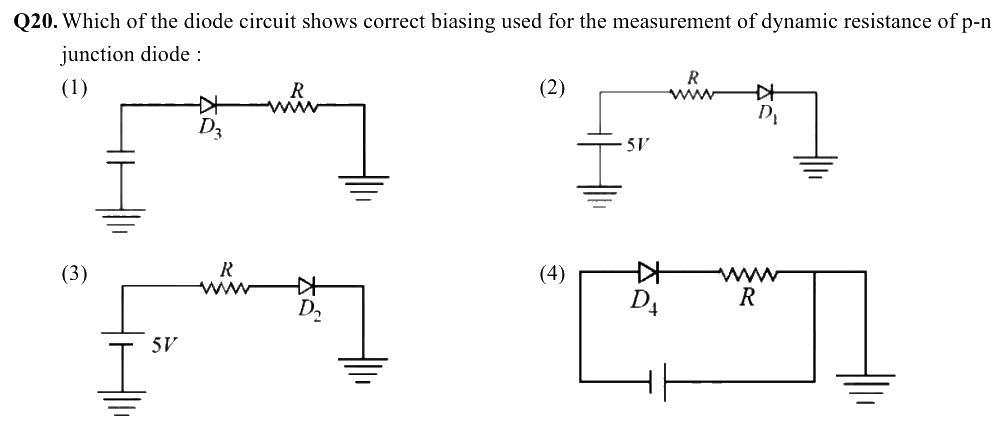 Q20. Which of the diode circuit shows correct biasing used for the measurement of dynamic resistance of p-n
junction diode :
(1)
R
D3
(2)
R
D1
5V
(3)
R
D2
5V
(4)
D4
R